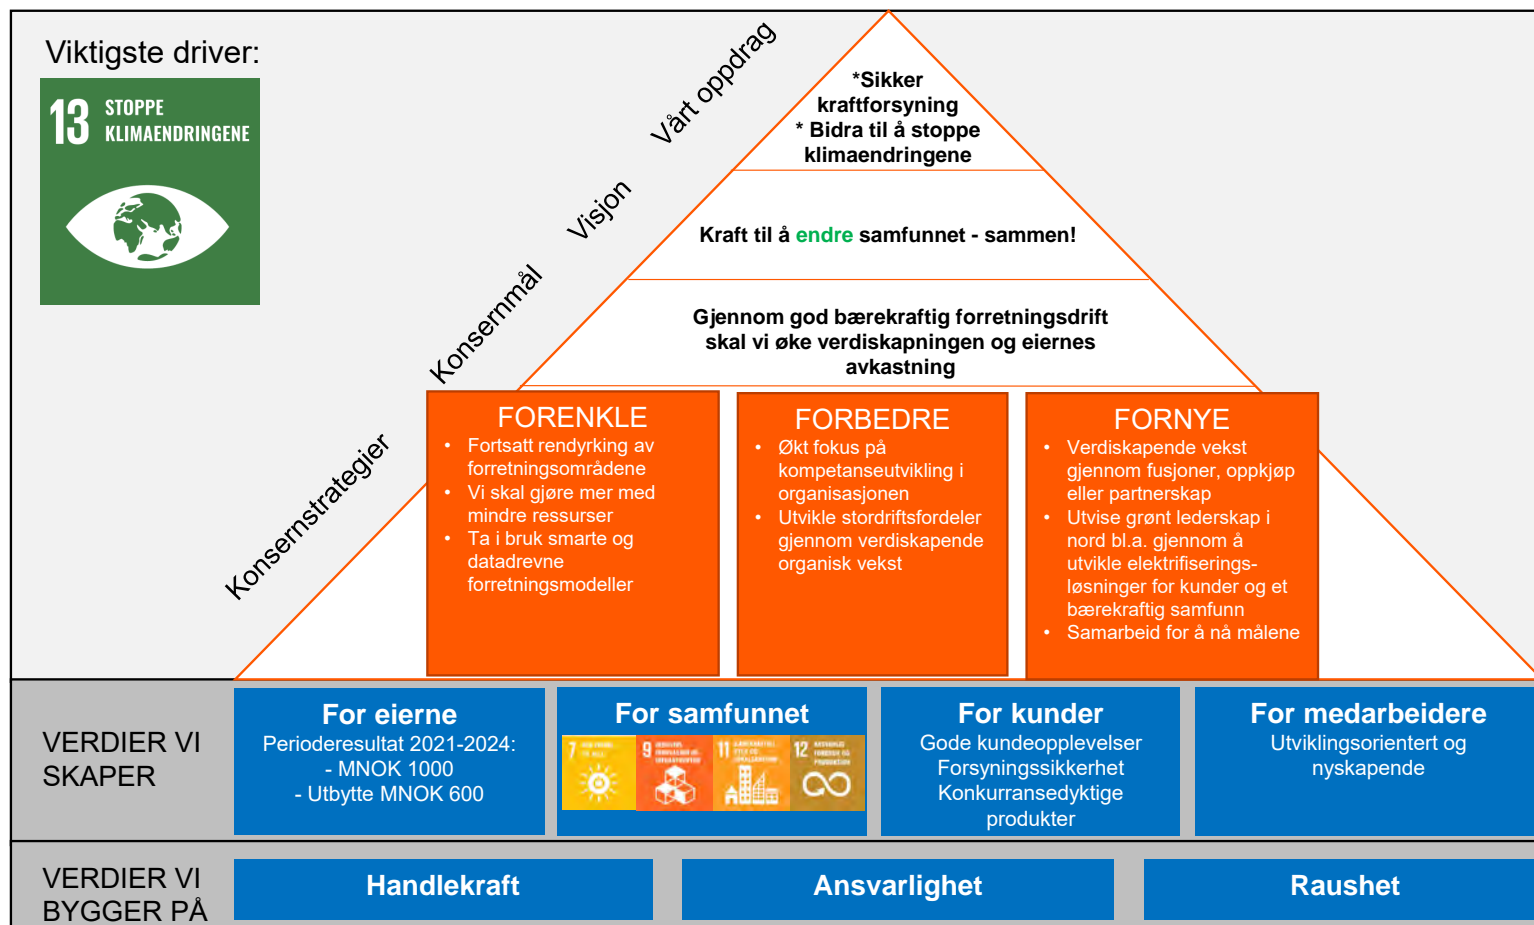 Viktigste driver:
13 STOPPE
KLIMAENDRINGENE
Vårt oppdrag
*Sikker
kraftforsyning
* Bidra til å stoppe
klimaendringene
Visjon
Kraft til å endre samfunnet - sammen!
Konsernmål
Gjennom god bærekraftig forretningsdrift
skal vi øke verdiskapningen og eiernes
avkastning
Konsernstrategier
FORENKLE
• Fortsatt rendyrking av
forretningsområdene
• Vi skal gjøre mer med
mindre ressurser
• Ta i bruk smarte og
datadrevne
forretningsmodeller
FORBEDRE
• Økt fokus på
kompetanseutvikling i
organisasjonen
• Utvikle stordriftsfordeler
gjennom verdiskapende
organisk vekst
FORNYE
• Verdiskapende vekst
gjennom fusjoner, oppkjøp
eller partnerskap
• Utvise grønt lederskap i
nord bl.a. gjennom å
utvikle elektrifiserings-
løsninger for kunder og et
bærekraftig samfunn
• Samarbeid for å nå målene
VERDIER VI
SKAPER
For eierne
Perioderesultat 2021-2024:
- MNOK 1000
- Utbytte MNOK 600
For samfunnet
7
9
11
12
For kunder
Gode kundeopplevelser
Forsyningssikkerhet
Konkurransedyktige
produkter
For medarbeidere
Utviklingsorientert og
nyskapende
VERDIER VI
BYGGER PÅ
Handlekraft
Ansvarlighet
Raushet